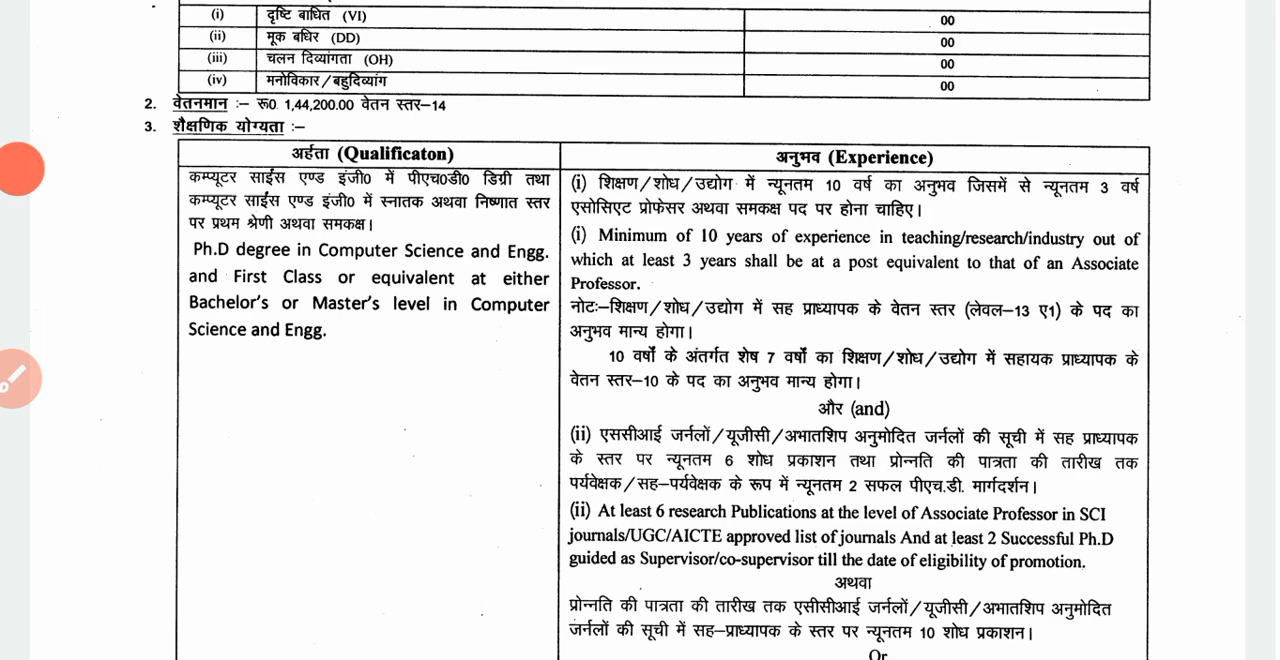 (i) दृष्टि बाधित (VI) 00
(ii) मूक बधिर (DD) 00
(iii) चलन दिव्यांगता (OH) 00
(iv) मनोविकार/बहुदिव्यांग 00
2. वेतनमान :– रू0 1,44,200.00 वेतन स्तर–14
3. शैक्षणिक योग्यता :–
अर्हता (Qualificaton)
कम्प्यूटर साईंस एण्ड इंजी0 में पीएच0डी0 डिग्री तथा
कम्प्यूटर साईंस एण्ड इंजी0 में स्नातक अथवा निष्णात स्तर
पर प्रथम श्रेणी अथवा समकक्ष।
Ph.D degree in Computer Science and Engg.
and First Class or equivalent at either
Bachelor's or Master's level in Computer
Science and Engg.
अनुभव (Experience)
(i) शिक्षण/शोध/उद्योग में न्यूनतम 10 वर्ष का अनुभव जिसमें से न्यूनतम 3 वर्ष
एसोसिएट प्रोफेसर अथवा समकक्ष पद पर होना चाहिए।
(i) Minimum of 10 years of experience in teaching/research/industry out of
which at least 3 years shall be at a post equivalent to that of an Associate
Professor.
नोटः–शिक्षण/शोध/उद्योग में सह प्राध्यापक के वेतन स्तर (लेवल–13 ए1) के पद का
अनुभव मान्य होगा।
10 वर्षों के अंतर्गत शेष 7 वर्षों का शिक्षण/शोध/उद्योग में सहायक प्राध्यापक के
वेतन स्तर–10 के पद का अनुभव मान्य होगा।
और (and)
(ii) एससीआई जर्नलों/यूजीसी/अभातशिप अनुमोदित जर्नलों की सूची में सह प्राध्यापक
के स्तर पर न्यूनतम 6 शोध प्रकाशन तथा प्रोन्नति की पात्रता की तारीख तक
पर्यवेक्षक/सह–पर्यवेक्षक के रूप में न्यूनतम 2 सफल पीएच.डी. मार्गदर्शन।
(ii) At least 6 research Publications at the level of Associate Professor in SCI
journals/UGC/AICTE approved list of journals And at least 2 Successful Ph.D
guided as Supervisor/co-supervisor till the date of eligibility of promotion.
अथवा
प्रोन्नति की पात्रता की तारीख तक एसीसीआई जर्नलों/यूजीसी/अभातशिप अनुमोदित
जर्नलों की सूची में सह–प्राध्यापक के स्तर पर न्यूनतम 10 शोध प्रकाशन।
Or